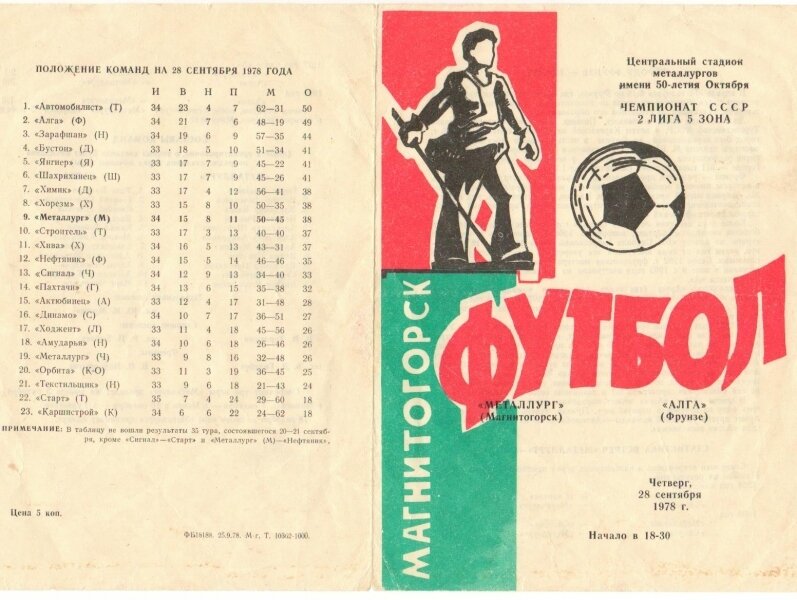 ПОЛОЖЕНИЕ КОМАНД НА 28 СЕНТЯБРЯ 1978 ГОДА
И В Н П М О
1. «Автомобилист» (Т) 34 23 4 7 62—31 50
2. «Алга» (Ф) 34 21 7 6 48—19 49
3. «Зарафшан» (Н) 34 19 6 9 57—35 44
4. «Бустон» (Д) 33 18 5 10 51—34 41
5. «Янгиер» (Я) 33 17 7 9 45—22 41
6. «Шахриханец» (Ш) 33 17 7 9 45—26 41
7. «Химик» (Д) 33 17 4 12 56—41 38
8. «Хорезм» (Х) 33 15 8 10 50—35 38
9. «Металлург» (М) 34 15 8 11 50—45 38
10. «Строитель» (Т) 33 17 3 13 40—40 37
11. «Хива» (Х) 34 16 5 13 43—31 37
12. «Нефтяник» (Ф) 34 15 5 14 46—46 35
13. «Сигнал» (Ч) 34 12 9 13 34—40 33
14. «Пахтачи» (Г) 34 13 6 15 35—38 32
15. «Актюбинец» (А) 33 12 4 17 31—48 28
16. «Динамо» (С) 34 10 7 17 36—51 27
17. «Ходжент» (Л) 33 11 4 18 45—56 26
18. «Амударья» (Н) 34 10 6 18 26—46 26
19. «Металлург» (Ч) 33 9 8 16 32—48 26
20. «Орбита» (К-О) 33 11 3 19 36—45 25
21. «Текстильщик» (Н) 33 9 6 18 21—43 24
22. «Старт» (Т) 35 7 4 24 29—60 18
23. «Каршистрой» (К) 34 6 6 22 24—62 18
ПРИМЕЧАНИЕ: В таблицу не вошли результаты 35 тура, состоявшегося 20—21 сентяб-
ря, кроме «Сигнал»—«Старт» и «Металлург» (М)—«Нефтяник».
Цена 5 коп.
ФБ18188. 25.9.78. М-г. Т. 10362-1000.
Центральный стадион
металлургов
имени 50-летия Октября
ЧЕМПИОНАТ СССР
2 ЛИГА 5 ЗОНА
МАГНИТОГОРСК
ФУТБОЛ
«МЕТАЛЛУРГ» «АЛГА»
(Магнитогорск) (Фрунзе)
Четверг,
28 сентября
1978 г.
Начало в 18-30